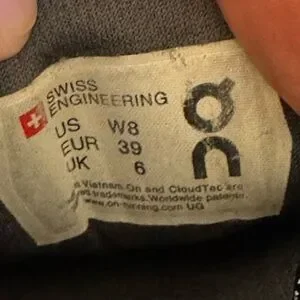 SWISS
ENGINEERING
US W8
EUR 39
UK 6
On
Vietnam. On and CloudTec are
trademarks. Worldwide patents.
www.on-running.com UG